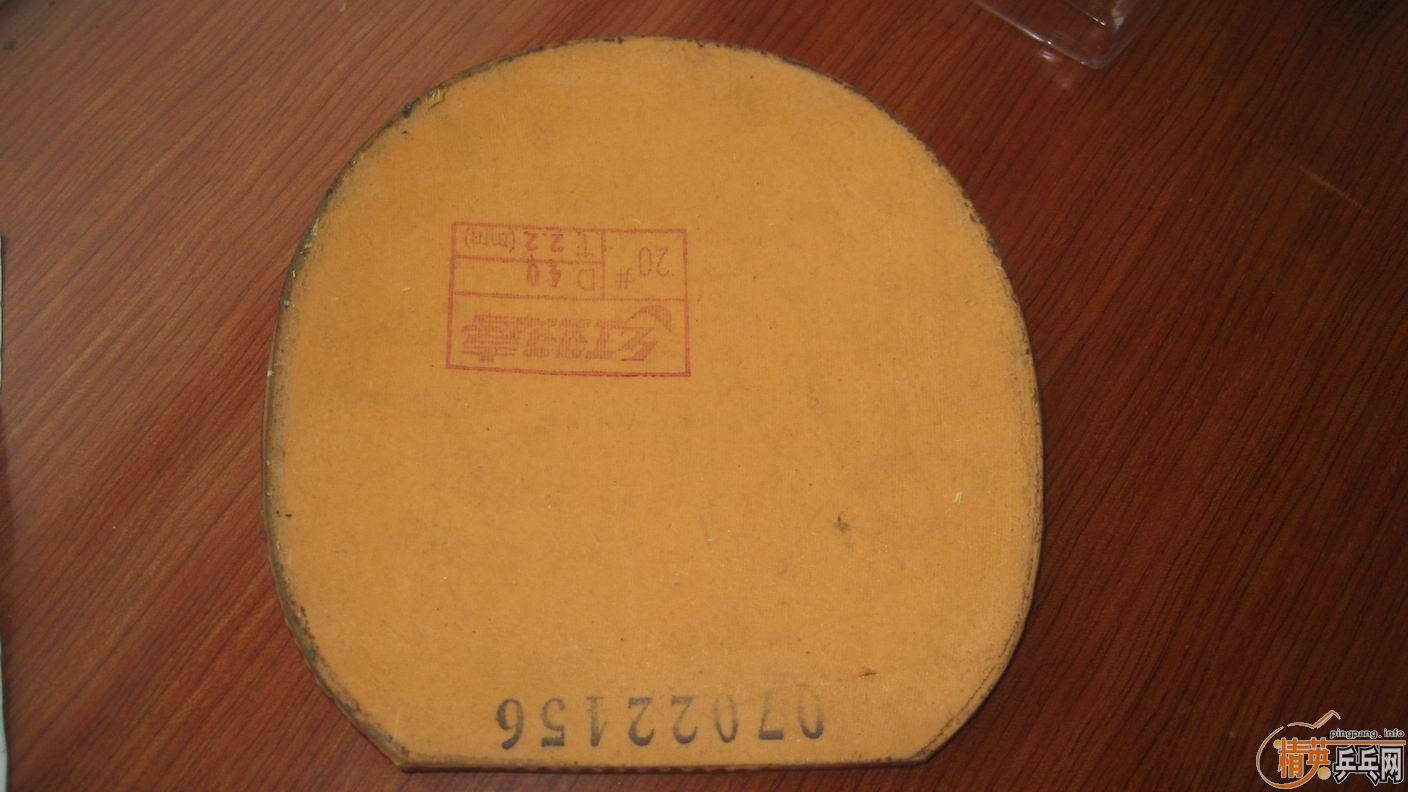 红双喜
20# D 40
T 2.2 (mm)
07022156
pingpang.info
精英乒乓网